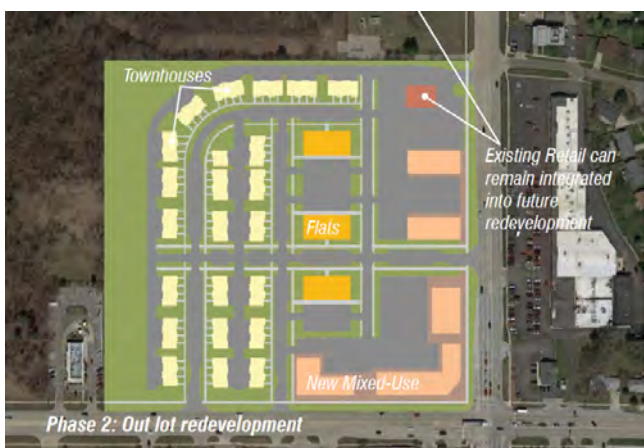 Townhouses
Existing Retail can
remain integrated
into future
redevelopment
Flats
New Mixed-Use
Phase 2: Out lot redevelopment